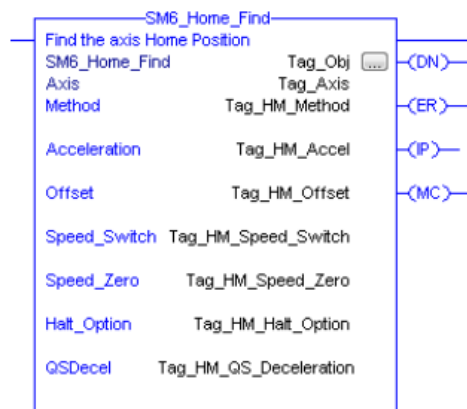 SM6_Home_Find
Find the axis Home Position
SM6_Home_Find Tag_Obj ... (DN)
Axis Tag_Axis
Method Tag_HM_Method (ER)
Acceleration Tag_HM_Accel (IP)
Offset Tag_HM_Offset (MC)
Speed_Switch Tag_HM_Speed_Switch
Speed_Zero Tag_HM_Speed_Zero
Halt_Option Tag_HM_Halt_Option
QSDecel Tag_HM_QS_Deceleration